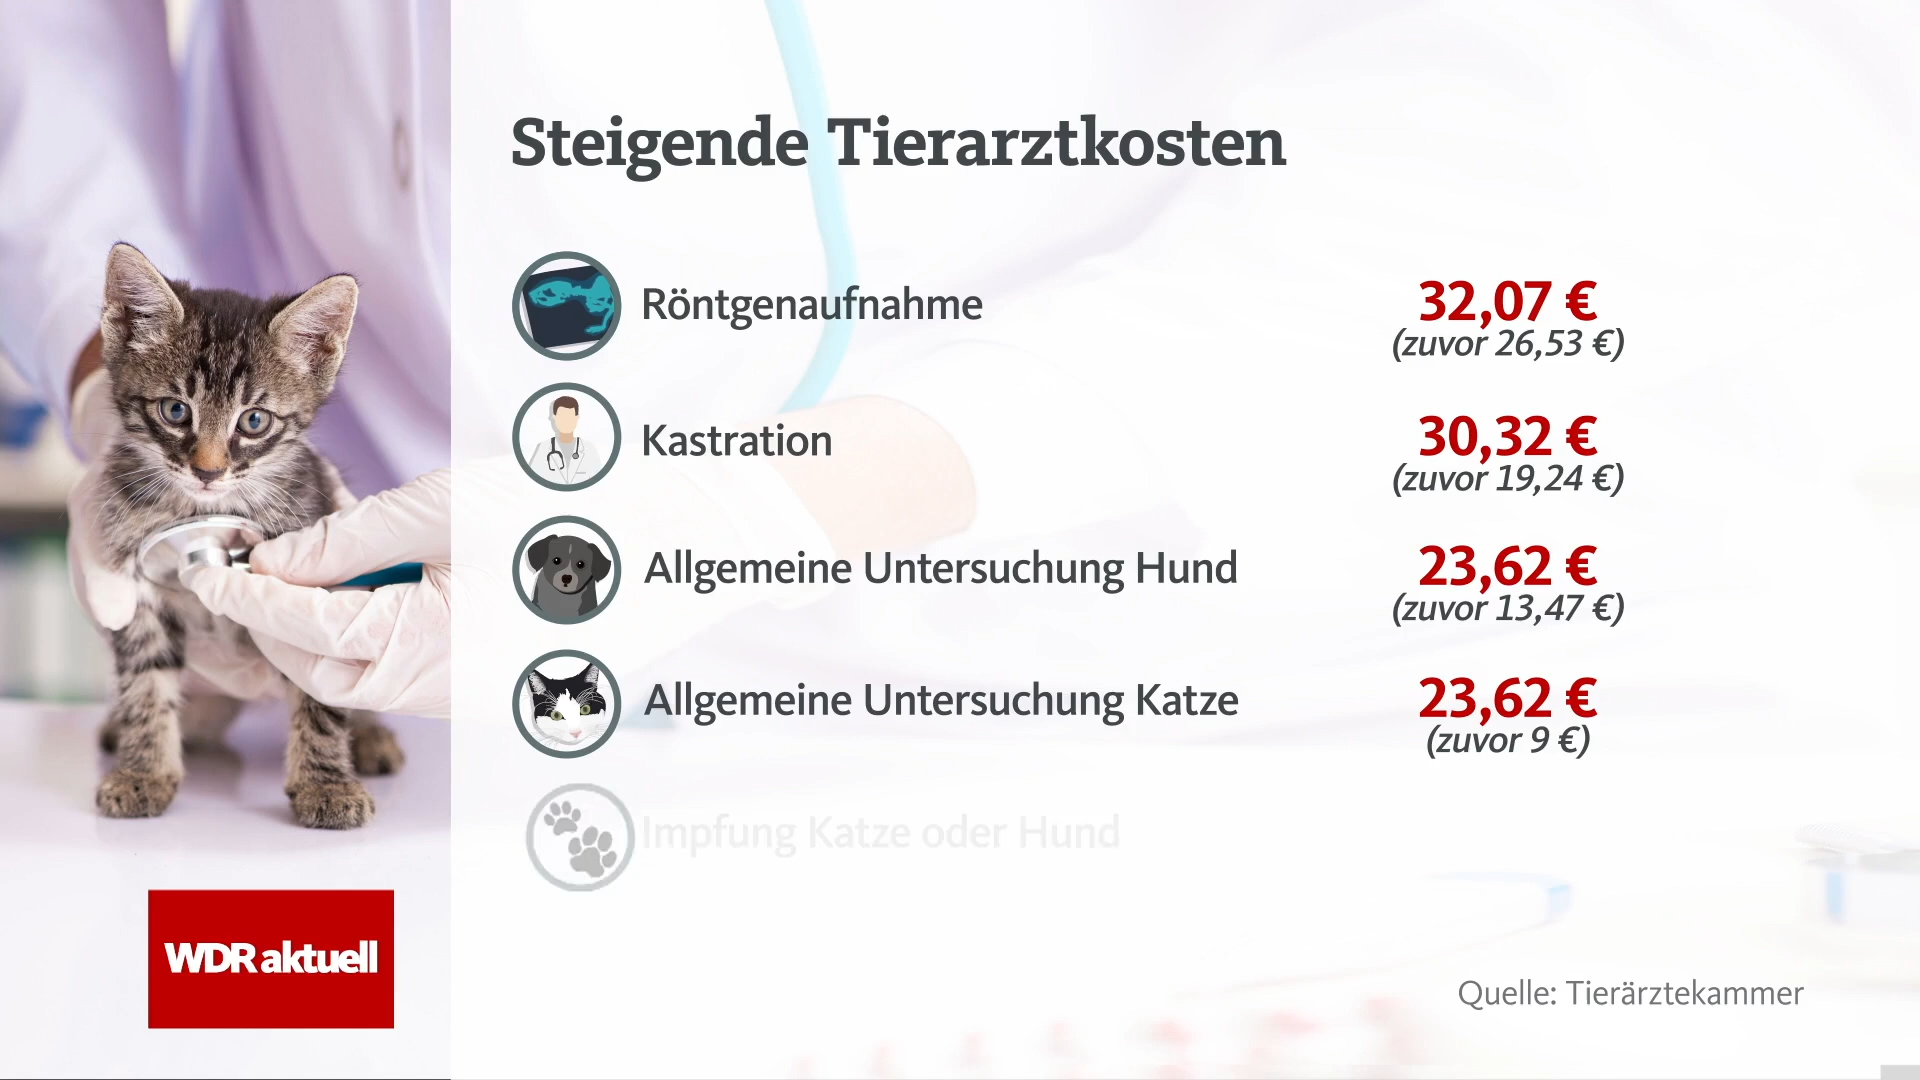 Steigende Tierarztkosten
Röntgenaufnahme
32,07 €
(zuvor 26,53 €)
Kastration
30,32 €
(zuvor 19,24 €)
Allgemeine Untersuchung Hund
23,62 €
(zuvor 13,47 €)
Allgemeine Untersuchung Katze
23,62 €
(zuvor 9 €)
Impfung Katze oder Hund
WDR aktuell
Quelle: Tierärztekammer